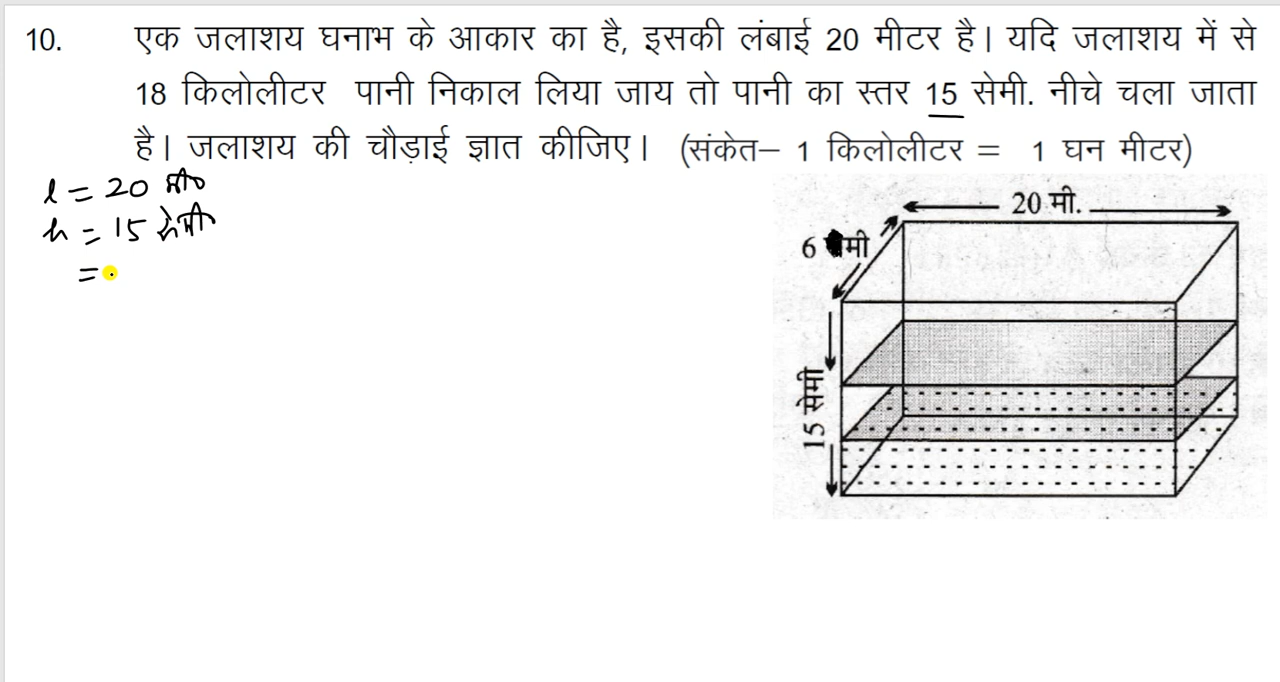 10. एक जलाशय घनाभ के आकार का है, इसकी लंबाई 20 मीटर है। यदि जलाशय में से
18 किलोलीटर पानी निकाल लिया जाय तो पानी का स्तर 15 सेमी. नीचे चला जाता
है। जलाशय की चौड़ाई ज्ञात कीजिए। (संकेत– 1 किलोलीटर = 1 घन मीटर)
l = 20 मी०
h = 15 सेमी
=
20 मी.
6 मी
15 सेमी